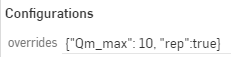 Configurations
overrides {"Qm_max": 10, "rep":true]